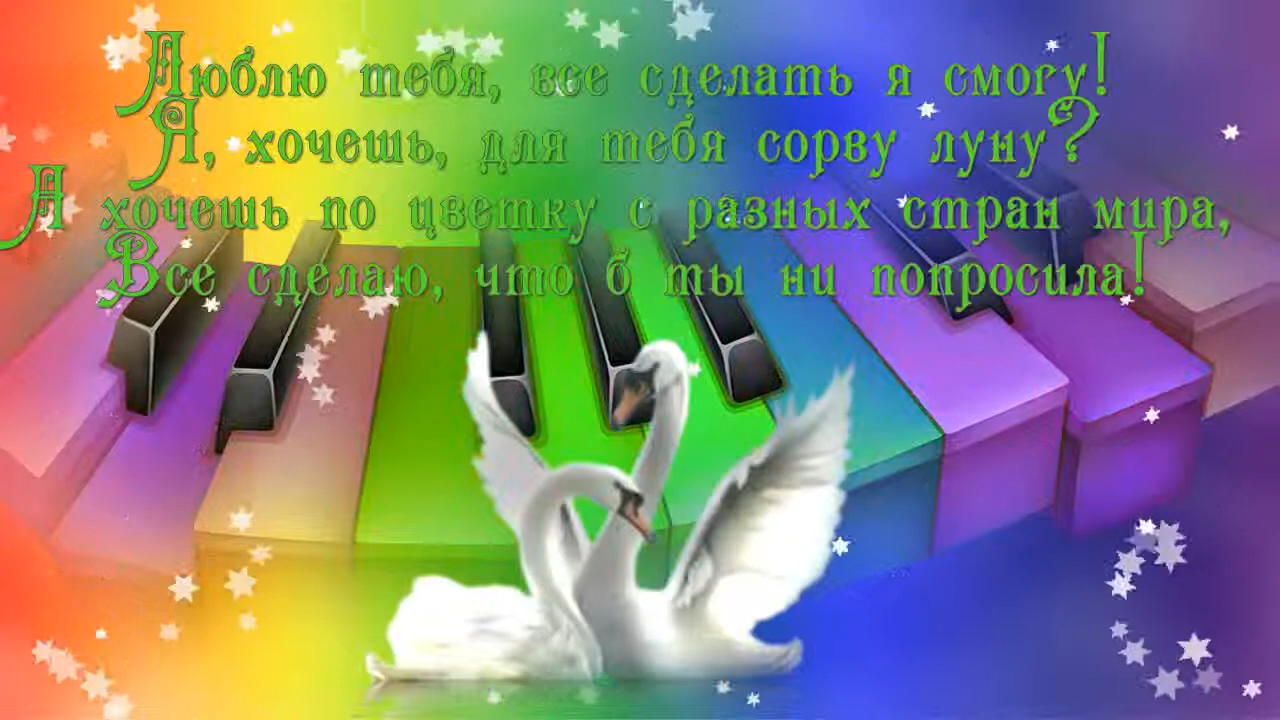 Люблю тебя, все сделать я смогу!
Я, хочешь, для тебя сорву луну?
А хочешь по цветку с разных стран мира,
Все сделаю, что б ты ни попросила!